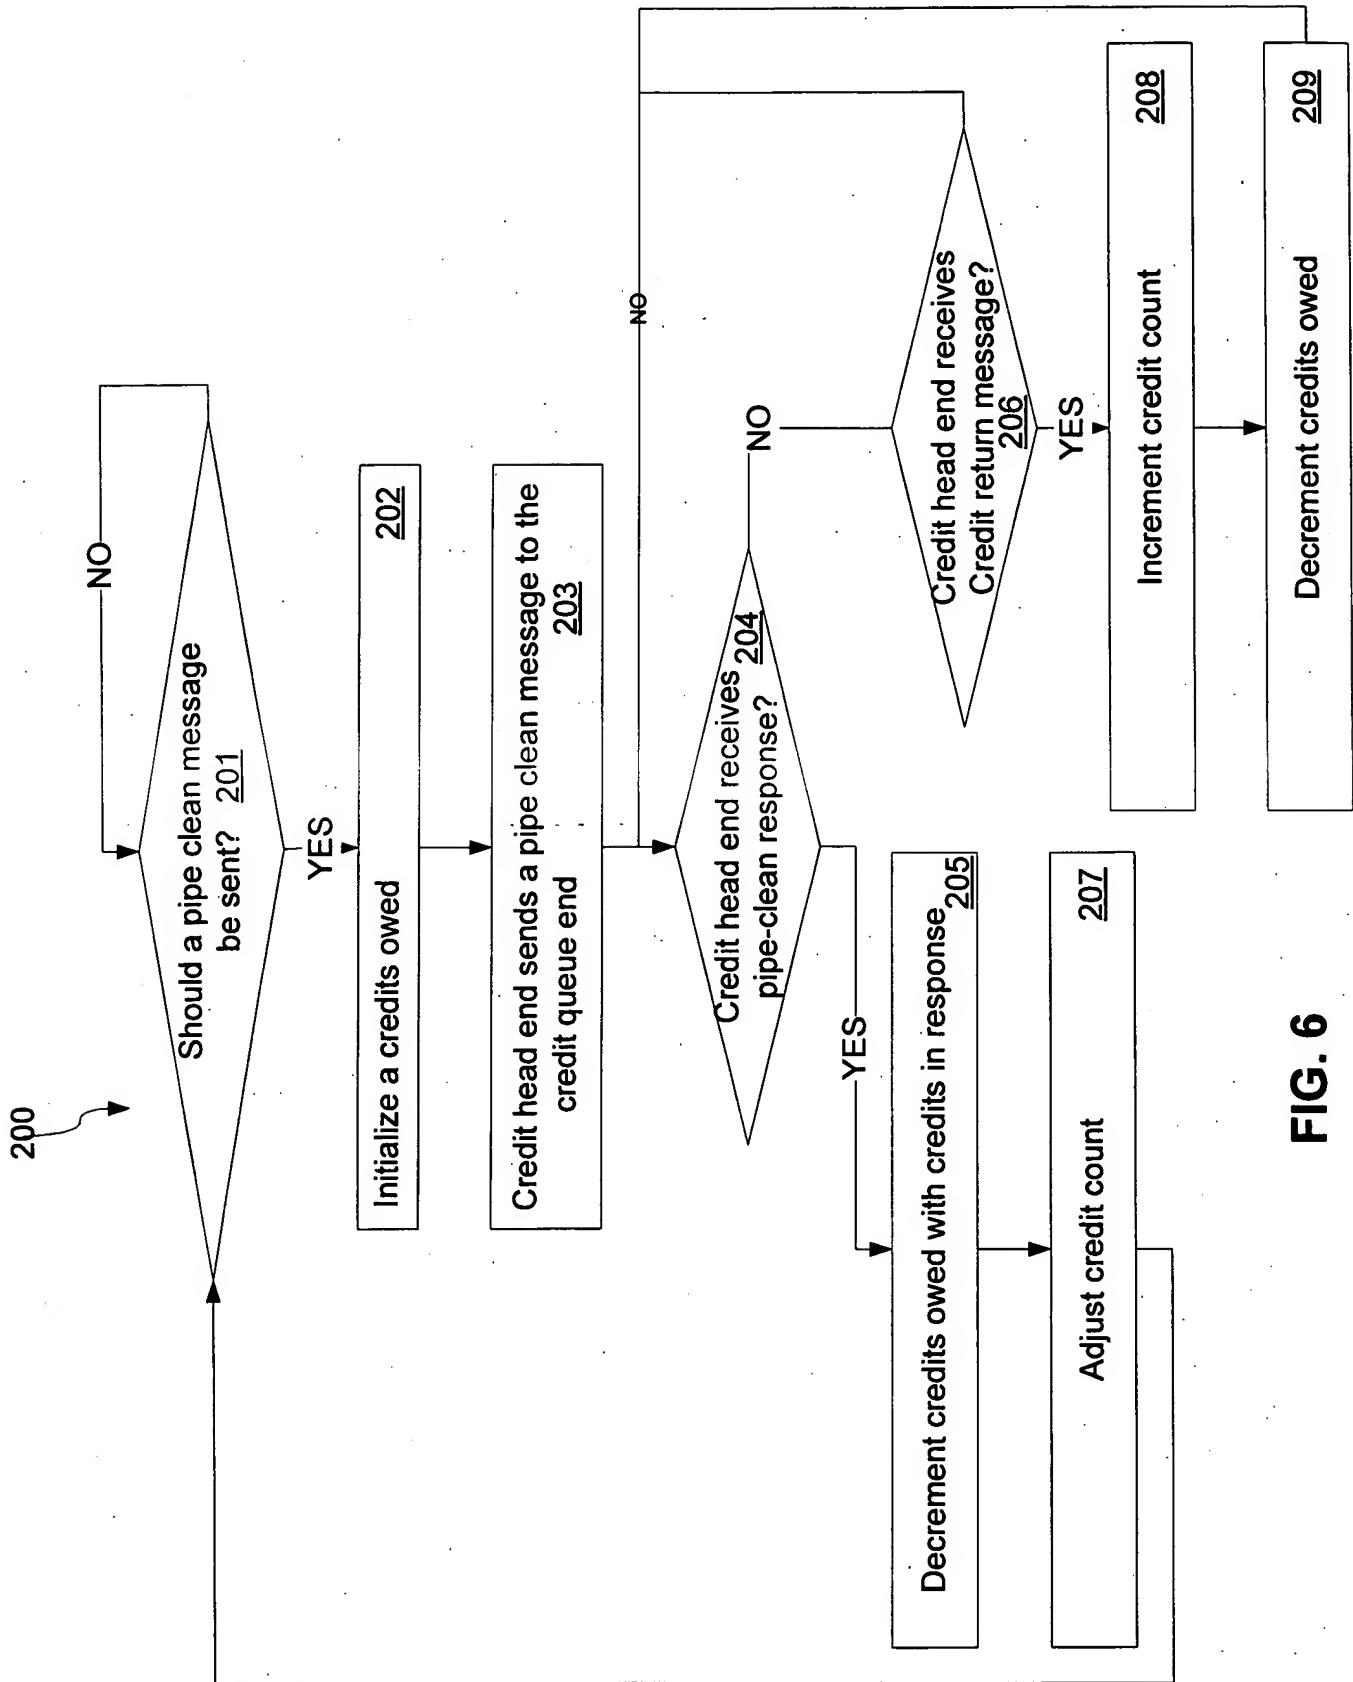 200
NO
Should a pipe clean message
be sent? 201
YES
Initialize a credits owed
202
Credit head end sends a pipe clean message to the
credit queue end
203
NO
Credit head end receives
204
pipe-clean response?
NO
YES
Credit head end receives
Credit return message?
206
YES
Decrement credits owed with credits in response
205
Adjust credit count
207
Increment credit count
208
Decrement credits owed
209
FIG. 6